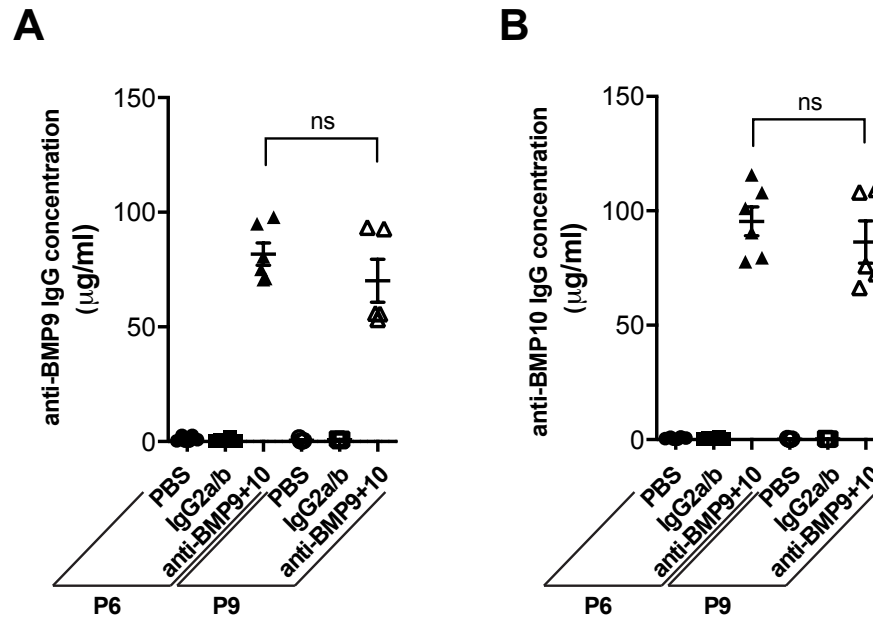 A
anti-BMP9 IgG concentration
(μg/ml)
150
100
50
0
ns
PBS
IgG2a/b
anti-BMP9+10
PBS
IgG2a/b
anti-BMP9+10
P6
P9
B
anti-BMP10 IgG concentration
(μg/ml)
150
100
50
0
ns
PBS
IgG2a/b
anti-BMP9+10
PBS
IgG2a/b
anti-BMP9+10
P6
P9